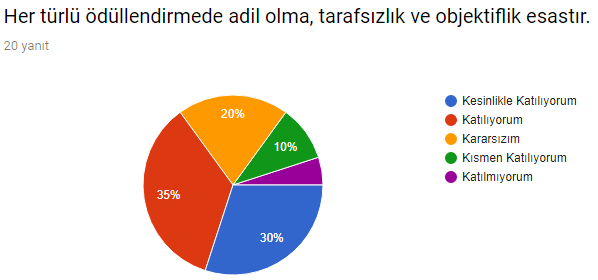 Her türlü ödüllendirmede adil olma, tarafsızlık ve objektiflik esastır.
20 yanıt
Kesinlikle Katılıyorum
Katılıyorum
Kararsızım
Kısmen Katılıyorum
Katılmıyorum
20%
10%
35%
30%